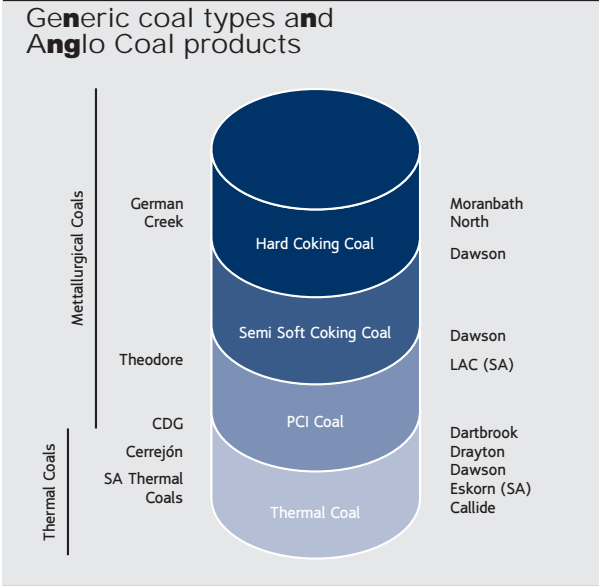 Generic coal types and
Anglo Coal products
Mettallurgical Coals
Thermal Coals
German
Creek
Theodore
CDG
Cerrejón
SA Thermal
Coals
Hard Coking Coal
Semi Soft Coking Coal
PCI Coal
Thermal Coal
Moranbath
North
Dawson
Dawson
LAC (SA)
Dartbrook
Drayton
Dawson
Eskorn (SA)
Callide